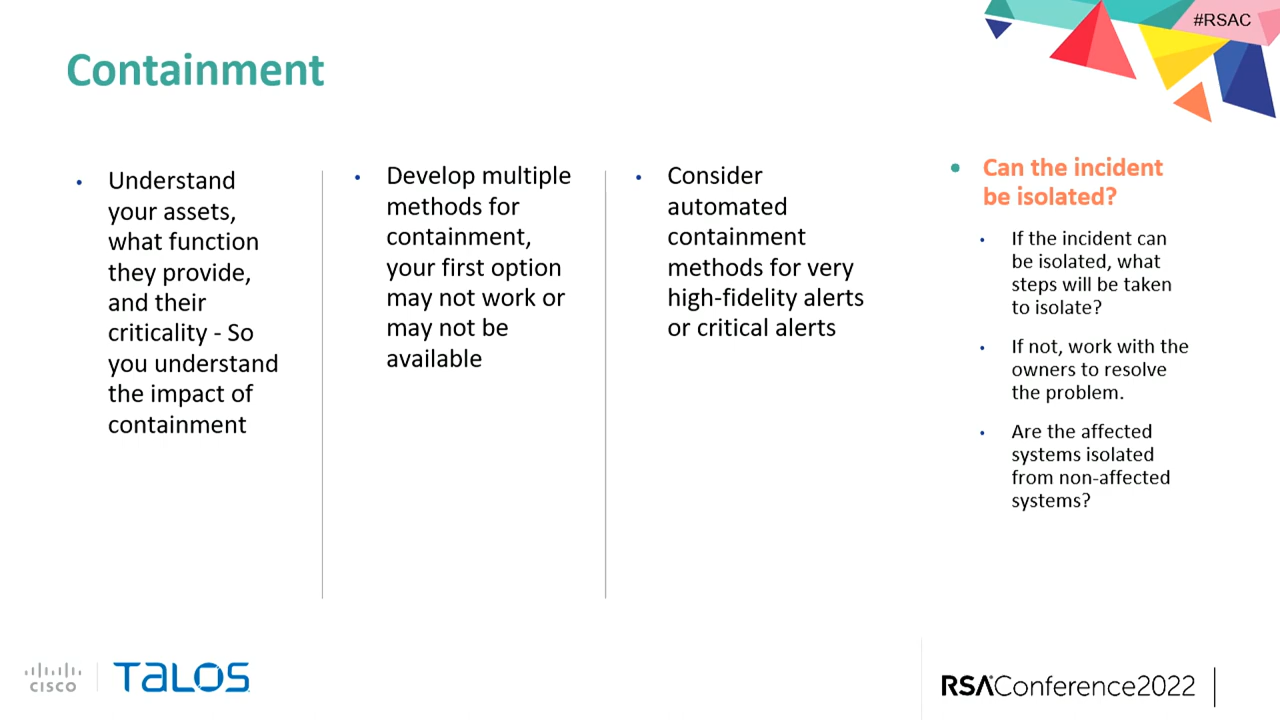 #RSAC
Containment
• Understand
your assets,
what function
they provide,
and their
criticality - So
you understand
the impact of
containment
• Develop multiple
methods for
containment,
your first option
may not work or
may not be
available
• Consider
automated
containment
methods for very
high-fidelity alerts
or critical alerts
• Can the incident
be isolated?
• If the incident can
be isolated, what
steps will be taken
to isolate?
• If not, work with the
owners to resolve
the problem.
• Are the affected
systems isolated
from non-affected
systems?
CISCO
TALOS
RSAConference2022